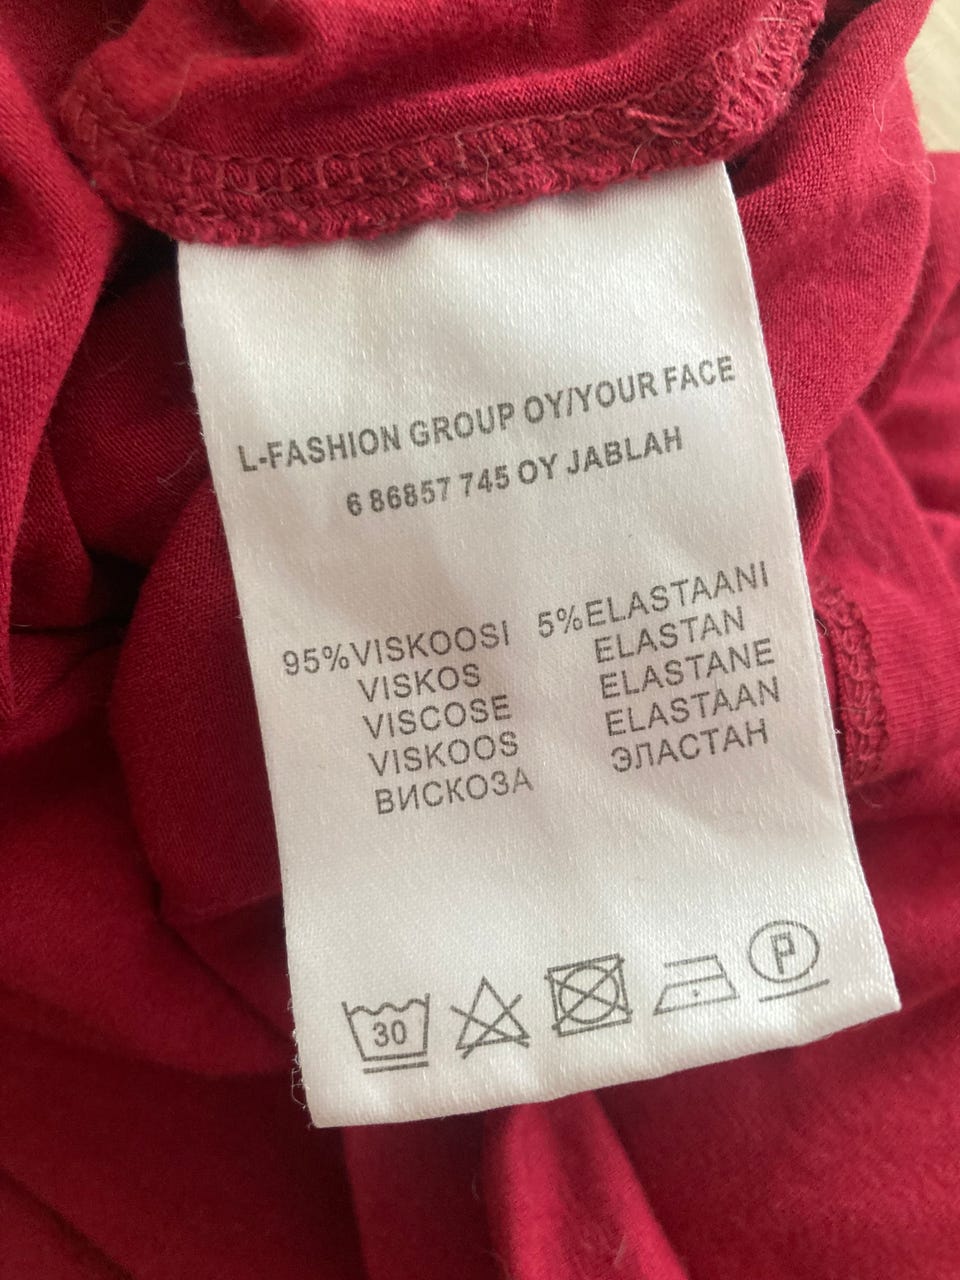 L-FASHION GROUP OY/YOUR FACE
6 86857 745 OY JABLAH
95%VISKOOSI
VISKOS
VISCOSE
VISKOOS
ВИСКОЗА
5%ELASTAANI
ELASTAN
ELASTANE
ELASTAAN
ЭЛАСТАН
30
P